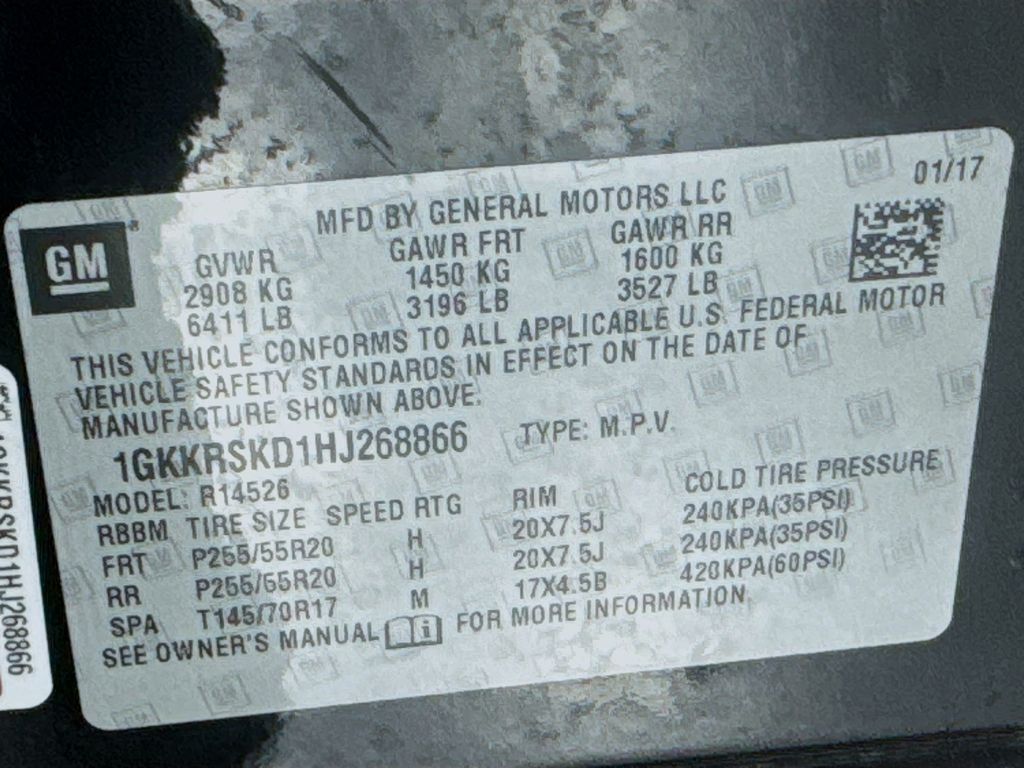 01/17
MFD BY GENERAL MOTORS LLC
GM
GVWR GAWR FRT GAWR RR
2908 KG 1450 KG 1600 KG
6411 LB 3196 LB 3527 LB
THIS VEHICLE CONFORMS TO ALL APPLICABLE U.S. FEDERAL MOTOR
VEHICLE SAFETY STANDARDS IN EFFECT ON THE DATE OF
MANUFACTURE SHOWN ABOVE.
1GKKRSKD1HJ268866 TYPE: M.P.V.
MODEL: R14526
RBBM TIRE SIZE SPEED RTG RIM COLD TIRE PRESSURE
FRT P255/55R20 H 20X7.5J 240KPA(35PSI)
RR P255/55R20 H 20X7.5J 240KPA(35PSI)
SPA T145/70R17 M 17X4.5B 420KPA(60PSI)
SEE OWNER'S MANUAL i FOR MORE INFORMATION
1GKKRSKD1HJ268866